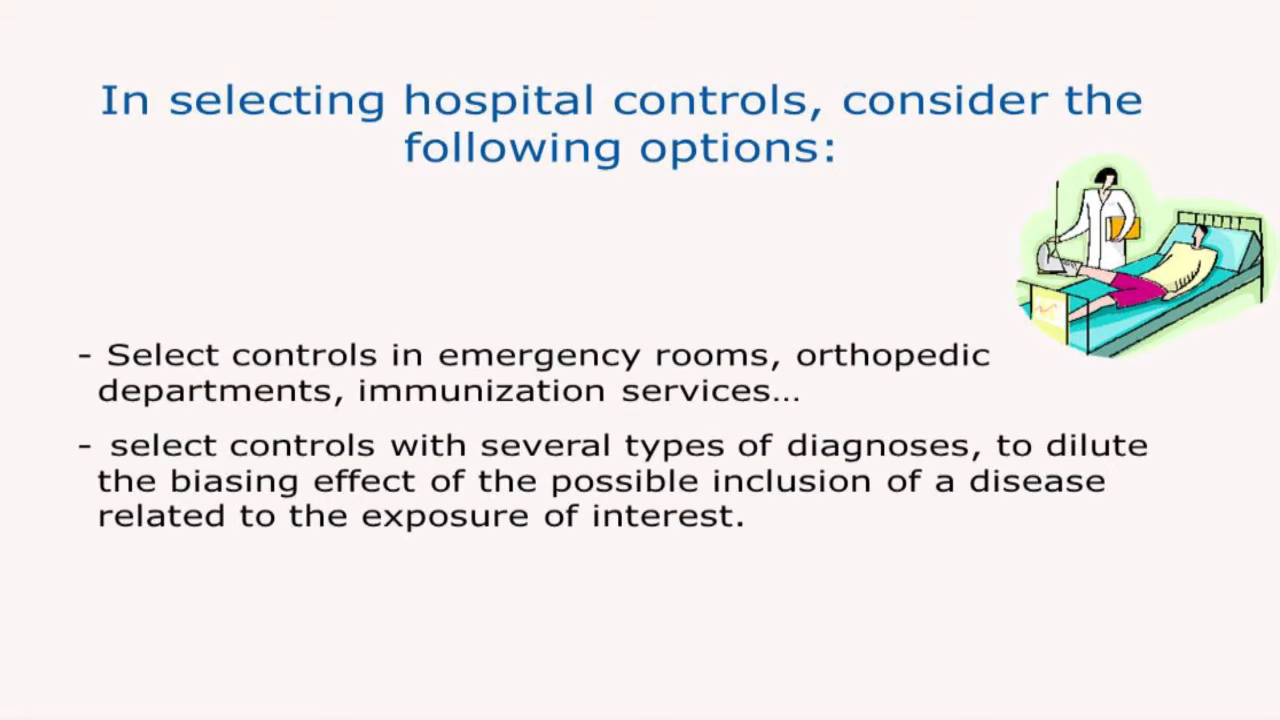 In selecting hospital controls, consider the
following options:
- Select controls in emergency rooms, orthopedic
departments, immunization services...
- select controls with several types of diagnoses, to dilute
the biasing effect of the possible inclusion of a disease
related to the exposure of interest.